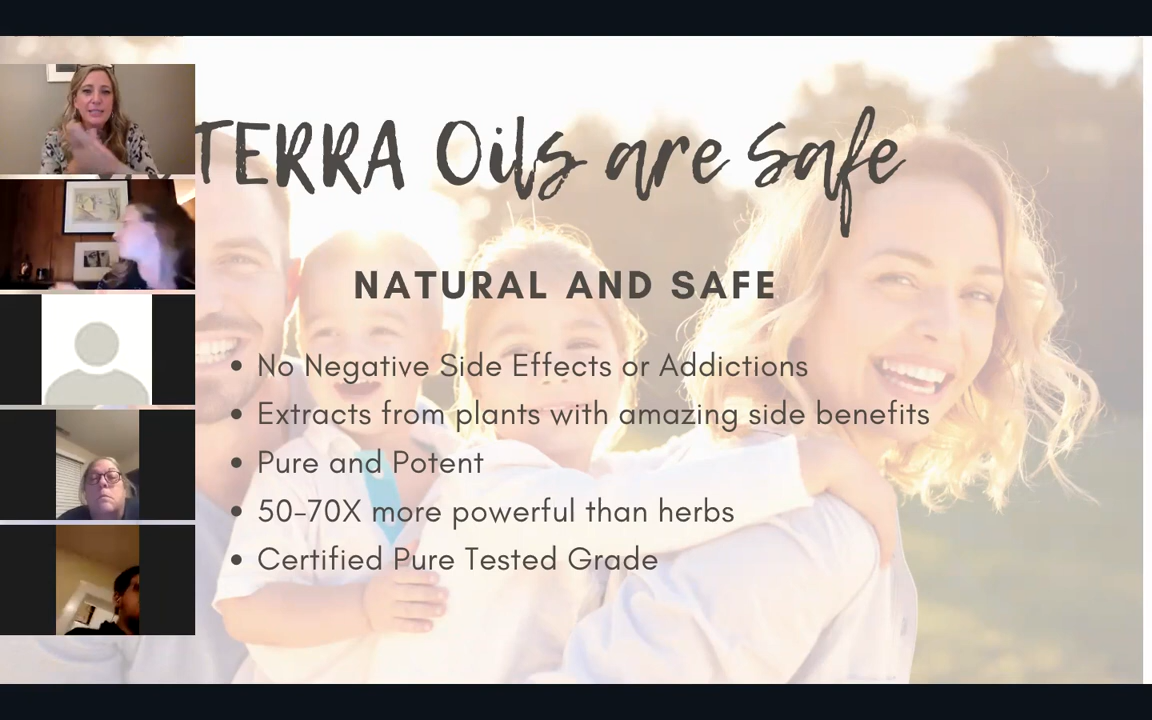 TERRA Oils are safe
NATURAL AND SAFE
• No Negative Side Effects or Addictions
• Extracts from plants with amazing side benefits
• Pure and Potent
• 50-70X more powerful than herbs
• Certified Pure Tested Grade